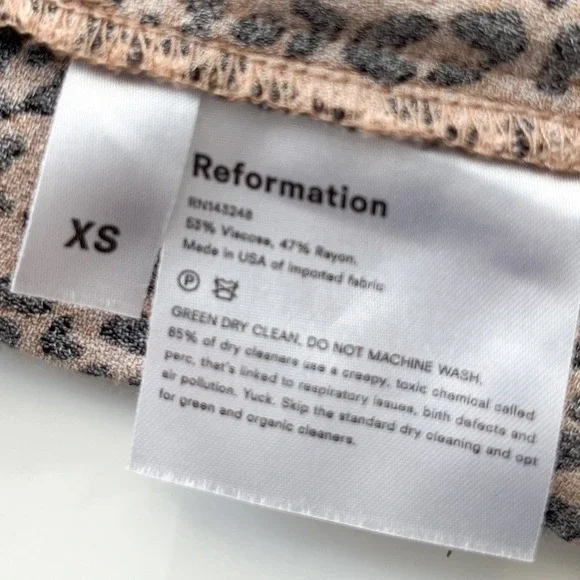 XS
Reformation
RN143248
53% Viscose, 47% Rayon.
Made in USA of imported fabric
P
GREEN DRY CLEAN, DO NOT MACHINE WASH.
85% of dry cleaners use a creepy, toxic chemical called
perc, that's linked to respiratory issues, birth defects and
air pollution. Yuck. Skip the standard dry cleaning and opt
for green and organic cleaners.